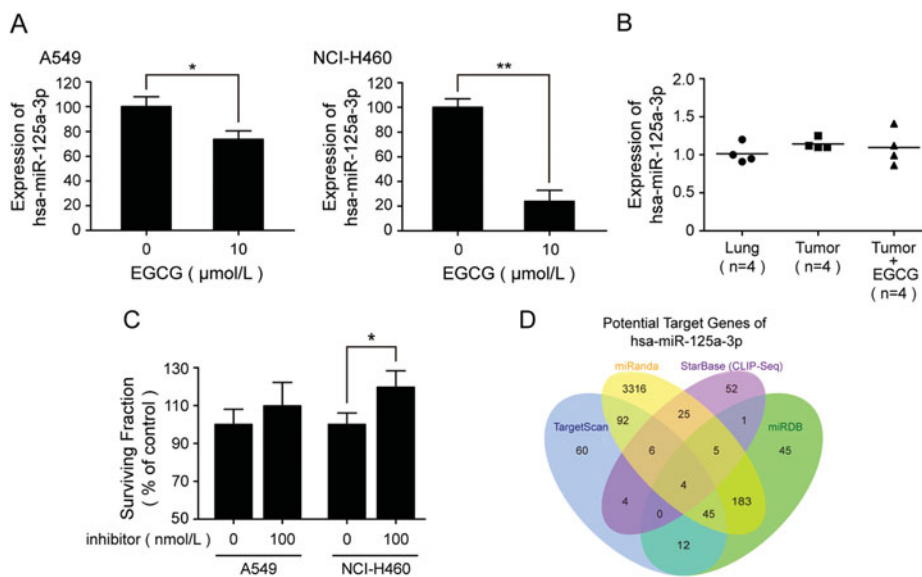 A
A549
Expression of
hsa-miR-125a-3p
120
100
80
60
40
20
0
*
0
10
EGCG ( μmol/L )
NCI-H460
Expression of
hsa-miR-125a-3p
120
100
80
60
40
20
0
**
0
10
EGCG ( μmol/L )
B
Expression of
hsa-miR-125a-3p
2.0
1.5
1.0
0.5
0
Lung
( n=4 )
Tumor
( n=4 )
Tumor
+
EGCG
( n=4 )
C
Surviving Fraction
( % of control )
130
110
90
70
50
*
inhibitor ( nmol/L )
0
100
0
100
A549
NCI-H460
D
Potential Target Genes of
hsa-miR-125a-3p
miRanda
StarBase (CLIP-Seq)
3316
52
92
25
1
TargetScan
miRDB
60
6
5
45
4
4
183
0
45
12